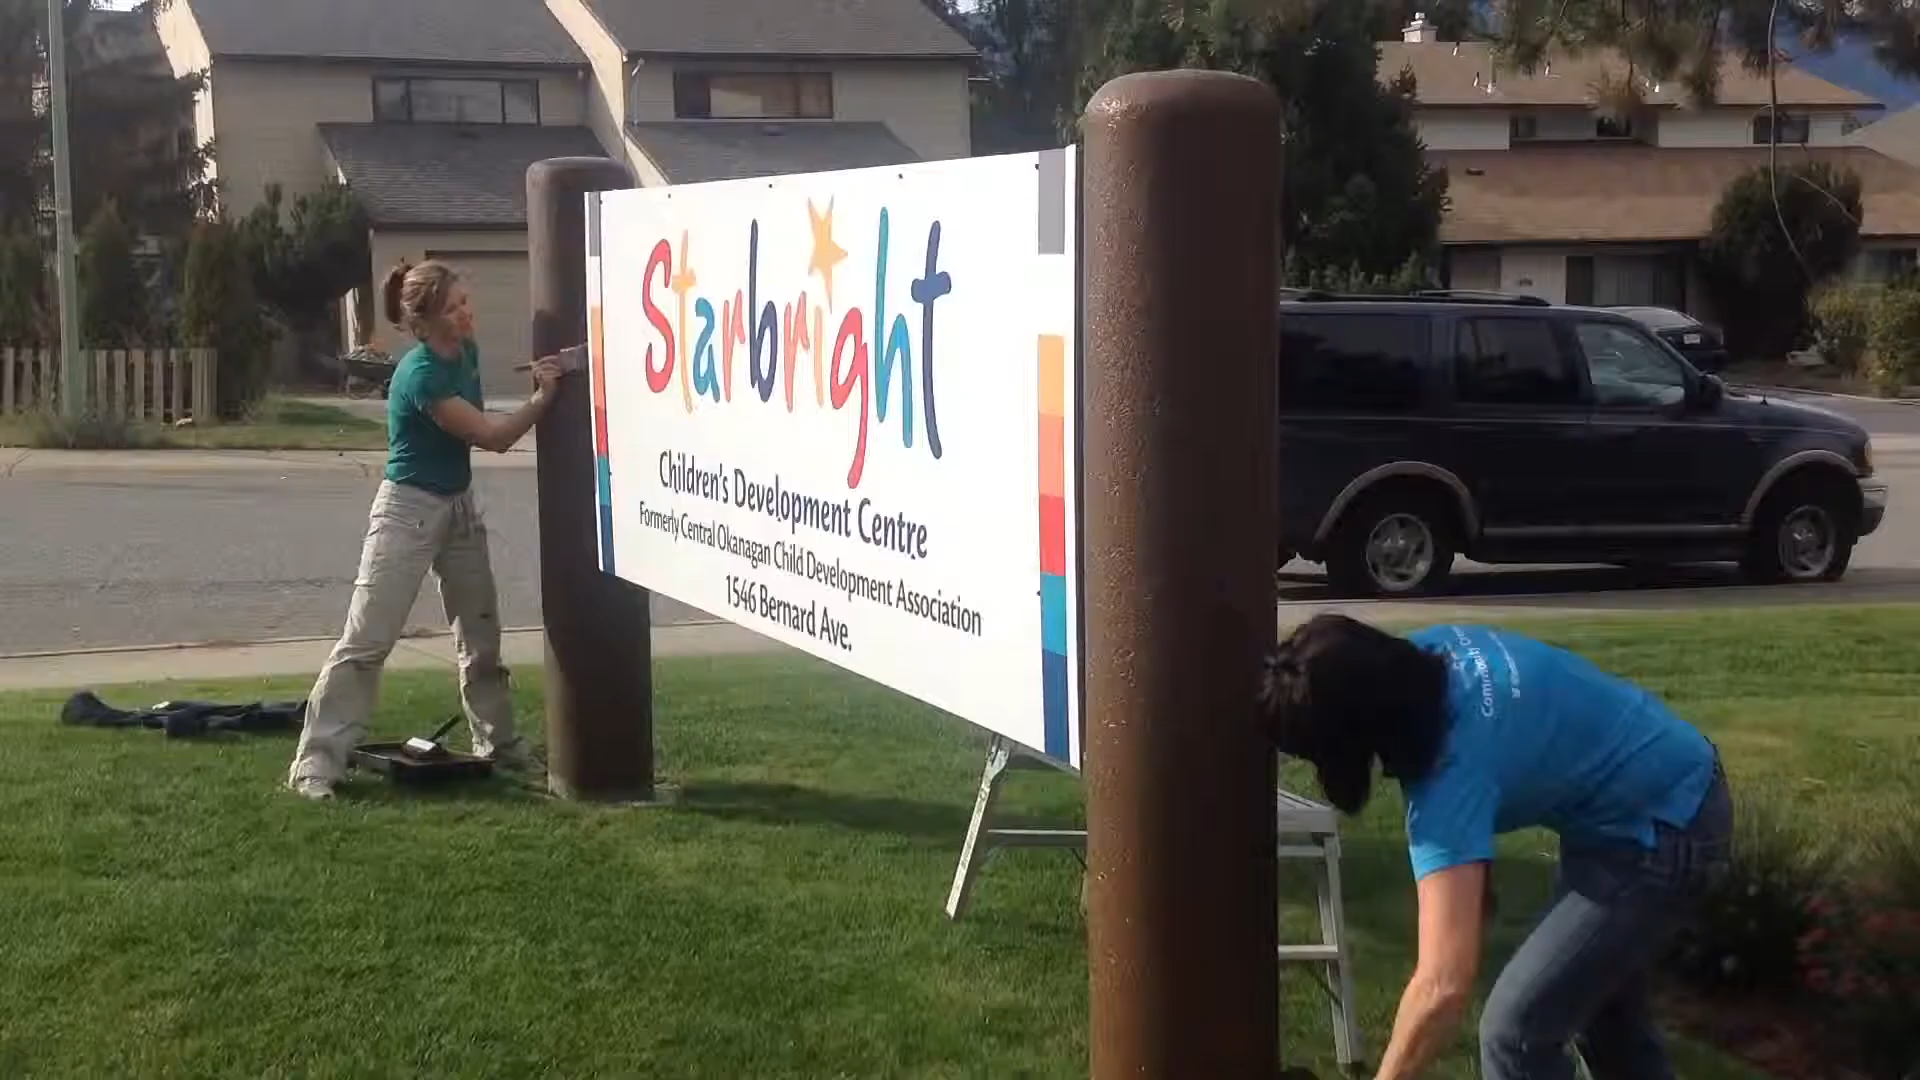 Starbright
Children's Development Centre
Formerly Central Okanagan Child Development Association
1546 Bernard Ave.